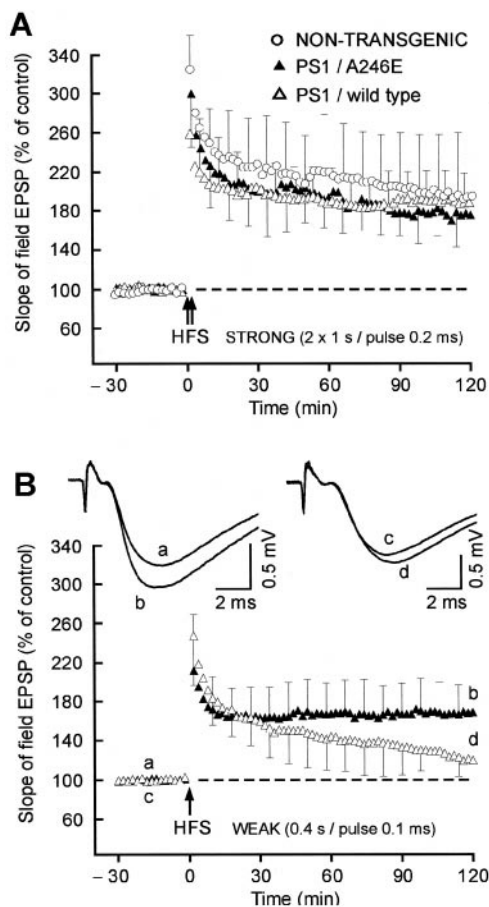 A
○ NON-TRANSGENIC
▲ PS1 / A246E
△ PS1 / wild type
Slope of field EPSP (% of control)
340
300
260
220
180
140
100
60
HFS
STRONG (2 x 1 s / pulse 0.2 ms)
– 30 0 30 60 90 120
Time (min)
B
a
b
0.5 mV
2 ms
c
d
0.5 mV
2 ms
Slope of field EPSP (% of control)
340
300
260
220
180
140
100
60
b
d
a
c
HFS
WEAK (0.4 s / pulse 0.1 ms)
– 30 0 30 60 90 120
Time (min)